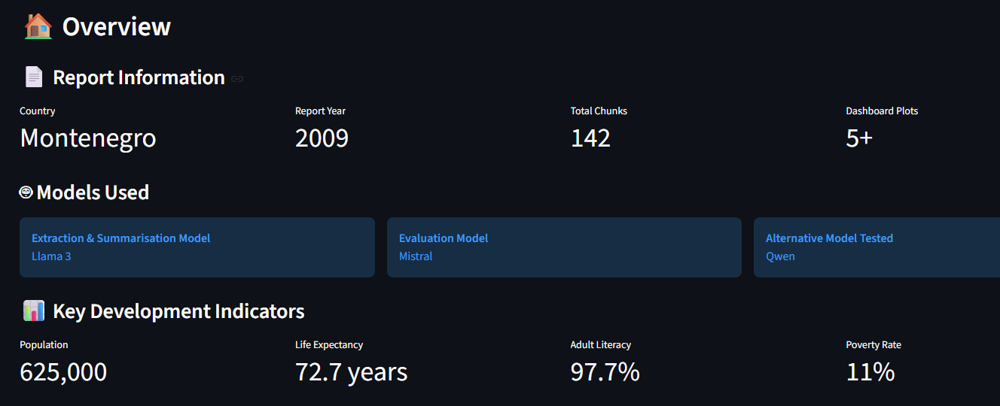 Overview
Report Information
Country
Montenegro
Report Year
2009
Total Chunks
142
Dashboard Plots
5+
Models Used
Extraction & Summarisation Model
Llama 3
Evaluation Model
Mistral
Alternative Model Tested
Qwen
Key Development Indicators
Population
625,000
Life Expectancy
72.7 years
Adult Literacy
97.7%
Poverty Rate
11%